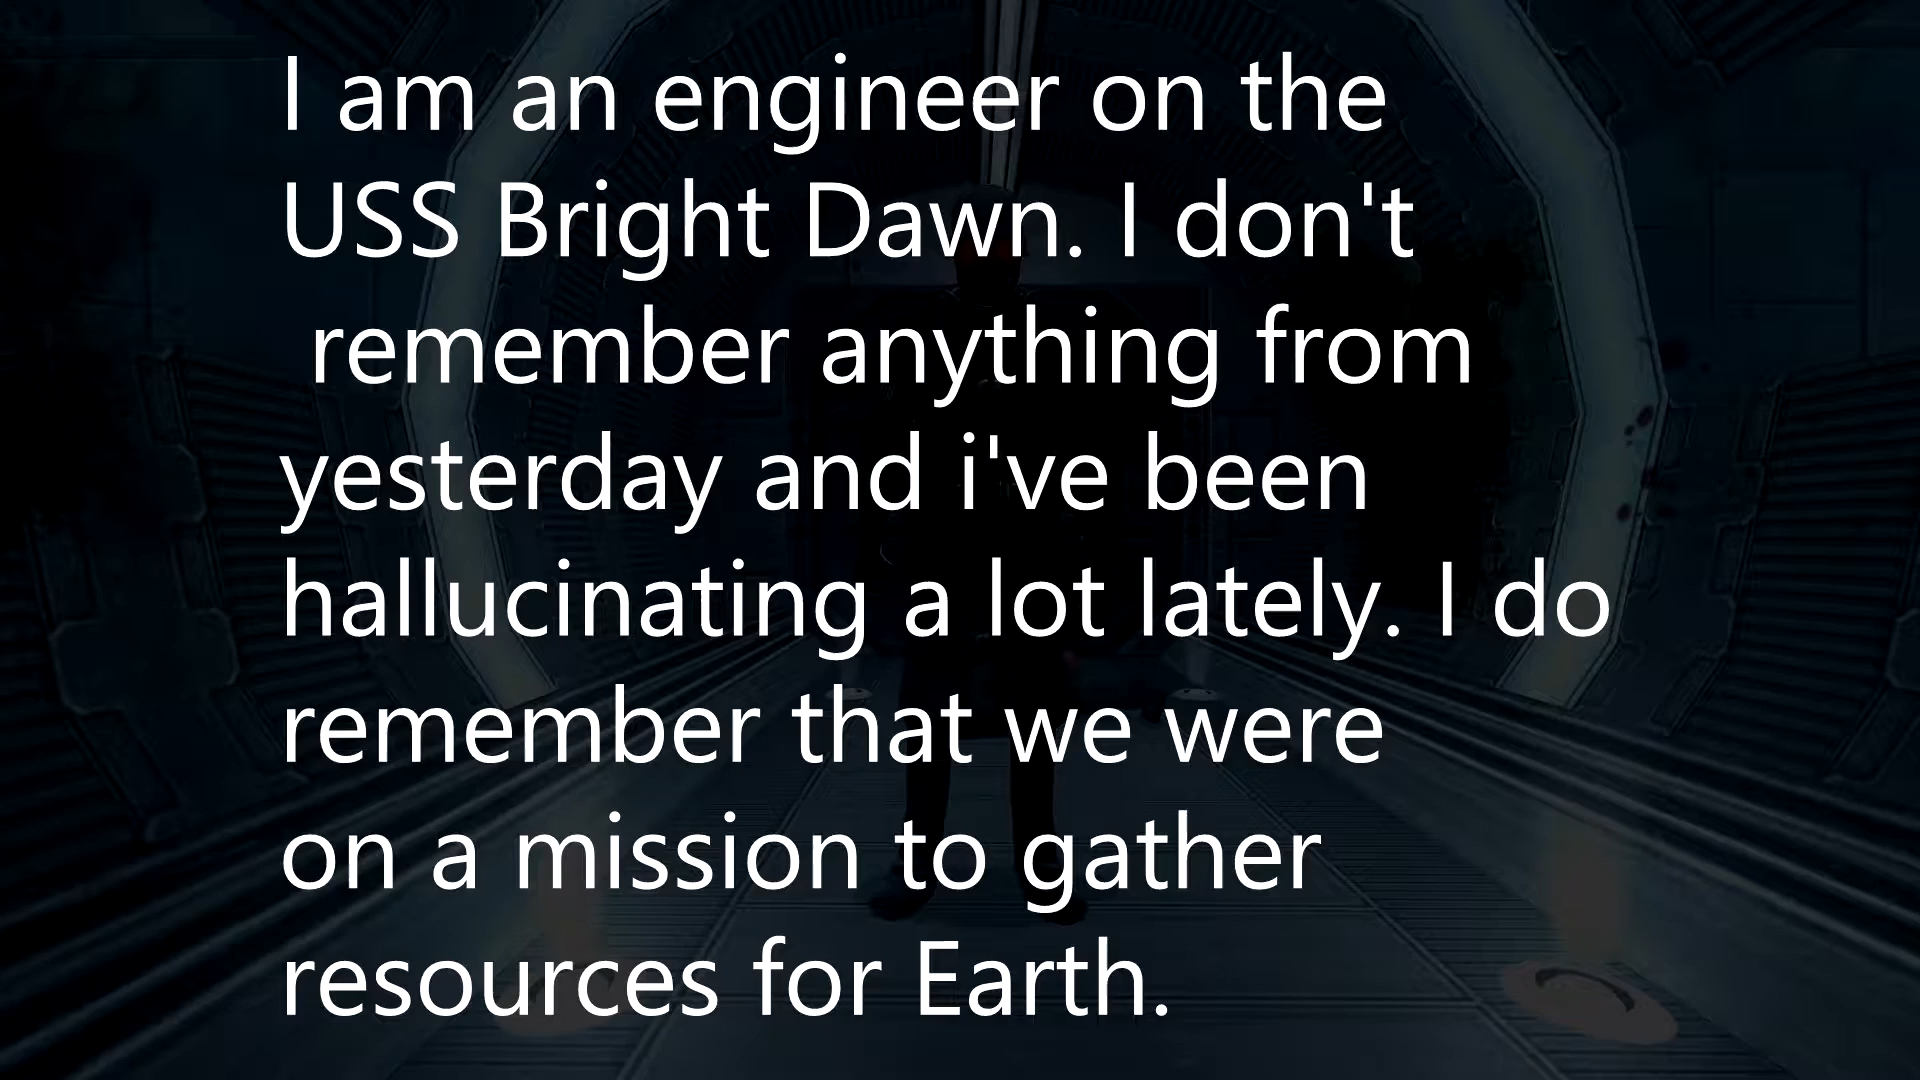 I am an engineer on the
USS Bright Dawn. I don't
remember anything from
yesterday and i've been
hallucinating a lot lately. I do
remember that we were
on a mission to gather
resources for Earth.